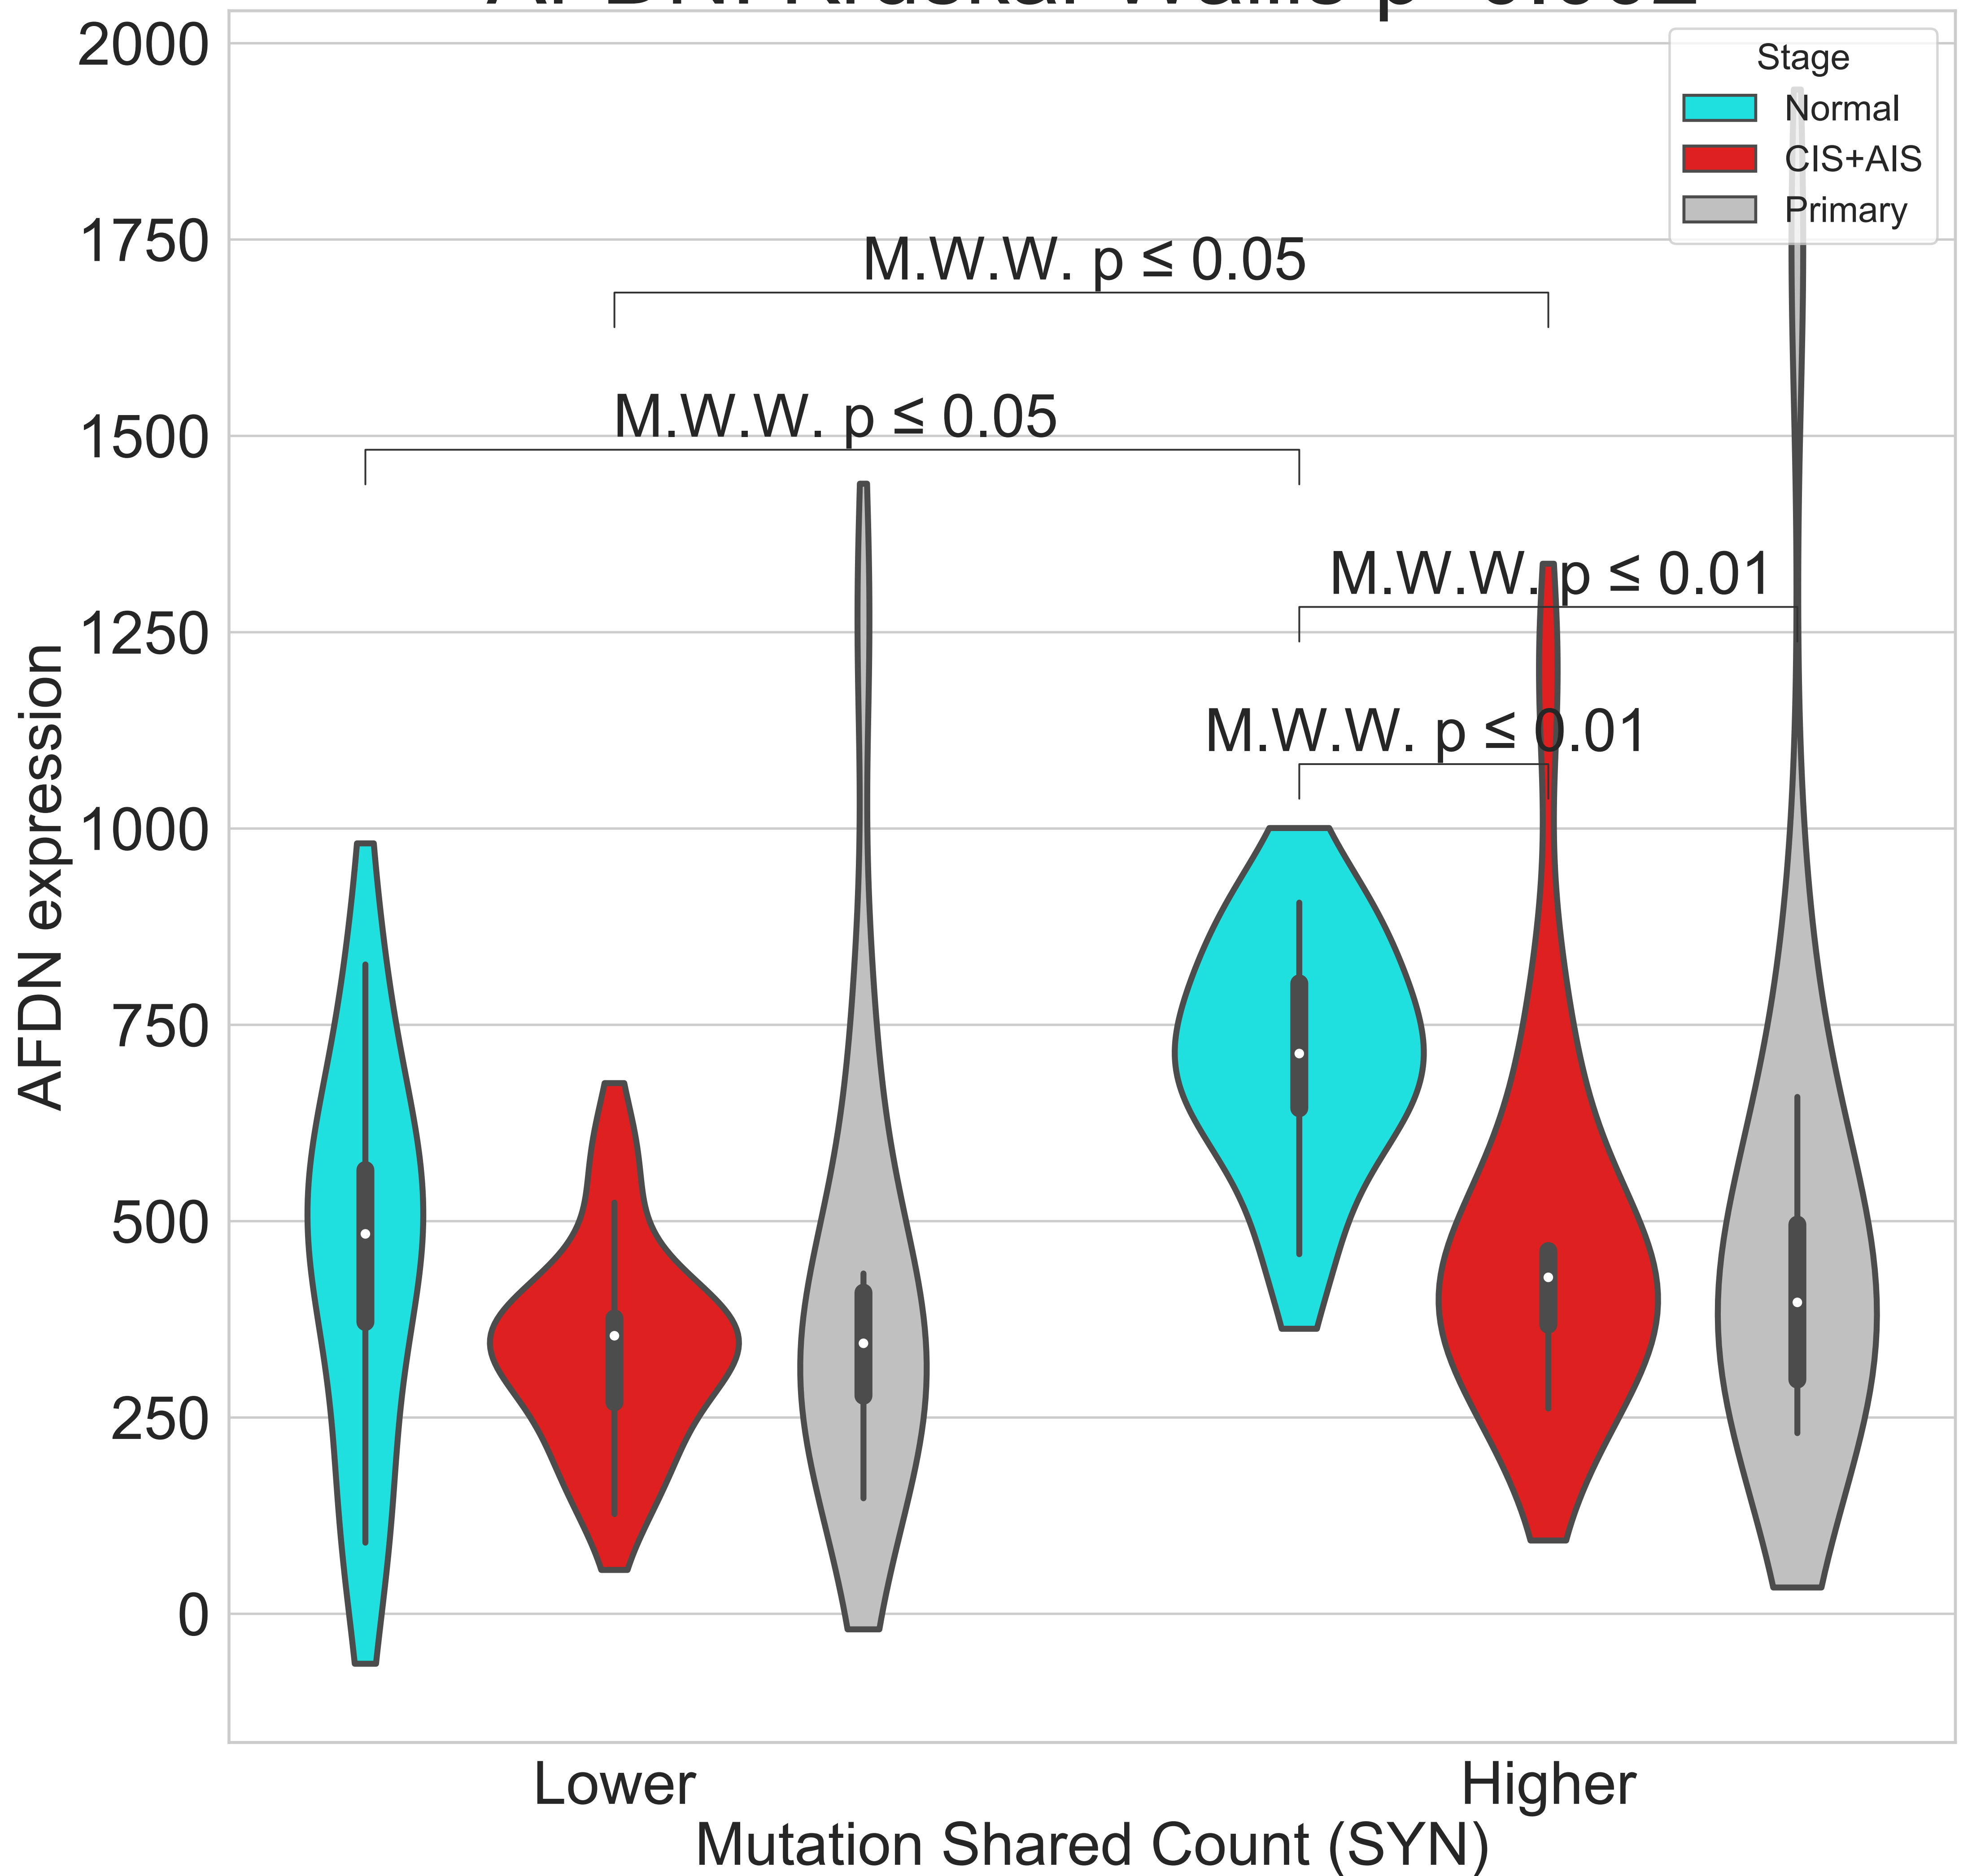 2000
1750
1500
1250
1000
750
500
250
0
AFDN expression
Stage
Normal
CIS+AIS
Primary
M.W.W. p ≤ 0.05
M.W.W. p ≤ 0.05
M.W.W. p ≤ 0.01
M.W.W. p ≤ 0.01
Lower
Higher
Mutation Shared Count (SYN)